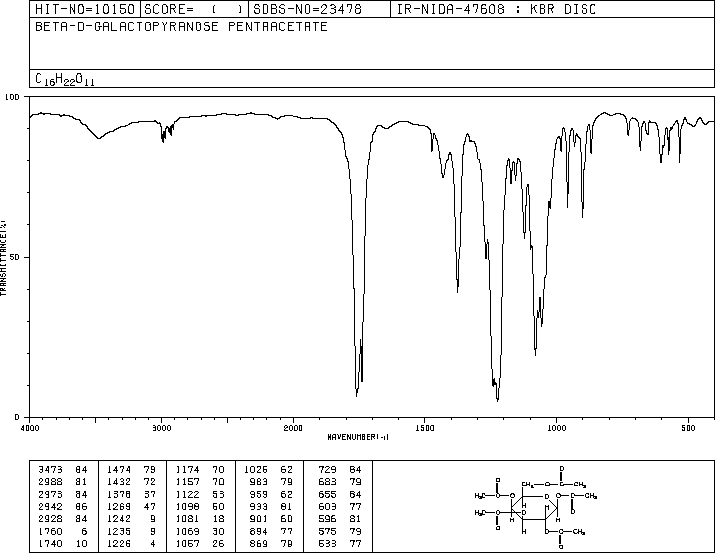 HIT-NO=10150 SCORE= ( ) SDBS-NO=23478 IR-NIDA-47608 : KBR DISC
BETA-D-GALACTOPYRANOSE PENTAACETATE
C16H22O11
100
50
0
TRANSMITTANCE(%)
4000 3000 2000 1500 1000 500
WAVENUMBER(-1)
3473 84 1474 79 1174 70 1026 62 729 84
2988 81 1432 72 1157 70 983 79 683 79
2973 84 1378 37 1122 53 959 62 655 84
2942 86 1269 47 1098 60 933 81 603 77
2928 84 1242 9 1081 18 901 60 596 81
1760 6 1235 9 1069 30 894 77 575 79
1740 10 1226 4 1057 26 869 79 533 77